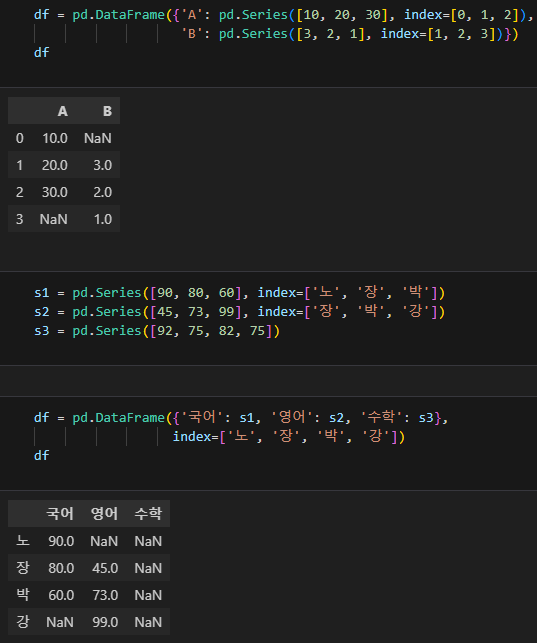 df = pd.DataFrame({'A': pd.Series([10, 20, 30], index=[0, 1, 2]),
'B': pd.Series([3, 2, 1], index=[1, 2, 3])})
df
A B
0 10.0 NaN
1 20.0 3.0
2 30.0 2.0
3 NaN 1.0
s1 = pd.Series([90, 80, 60], index=['노', '장', '박'])
s2 = pd.Series([45, 73, 99], index=['장', '박', '강'])
s3 = pd.Series([92, 75, 82, 75])
df = pd.DataFrame({'국어': s1, '영어': s2, '수학': s3},
index=['노', '장', '박', '강'])
df
국어 영어 수학
노 90.0 NaN NaN
장 80.0 45.0 NaN
박 60.0 73.0 NaN
강 NaN 99.0 NaN